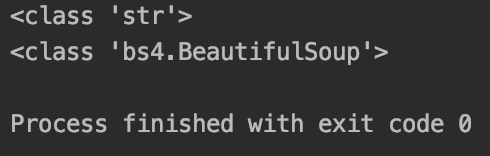 <class 'str'>
<class 'bs4.BeautifulSoup'>
Process finished with exit code 0